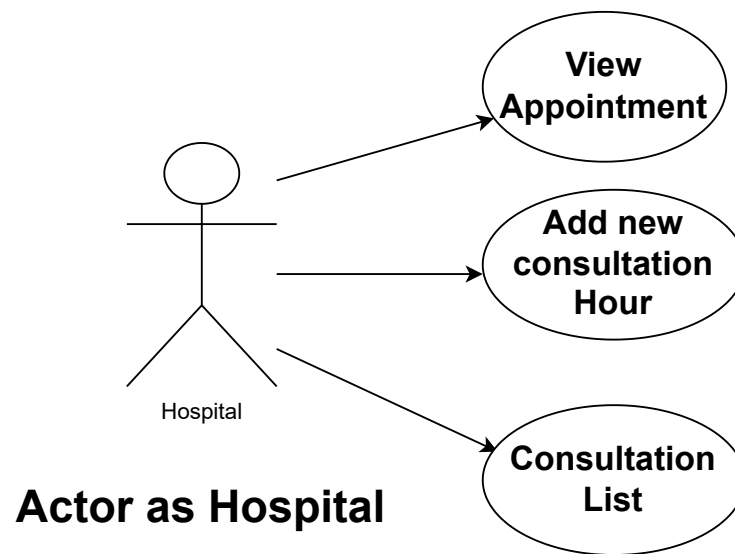 View
Appointment
Add new
consultation
Hour
Hospital
Consultation
List
Actor as Hospital